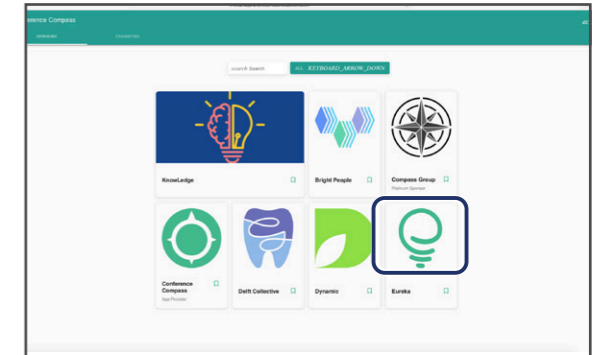 erence Compass
search Search
ALL KEYBOARD_ARROW_DOWN
KnowLedge
Bright People
Compass Group
Platinum Sponsor
Conference
Compass
App Provider
Delft Collective
Dynamic
Eureka